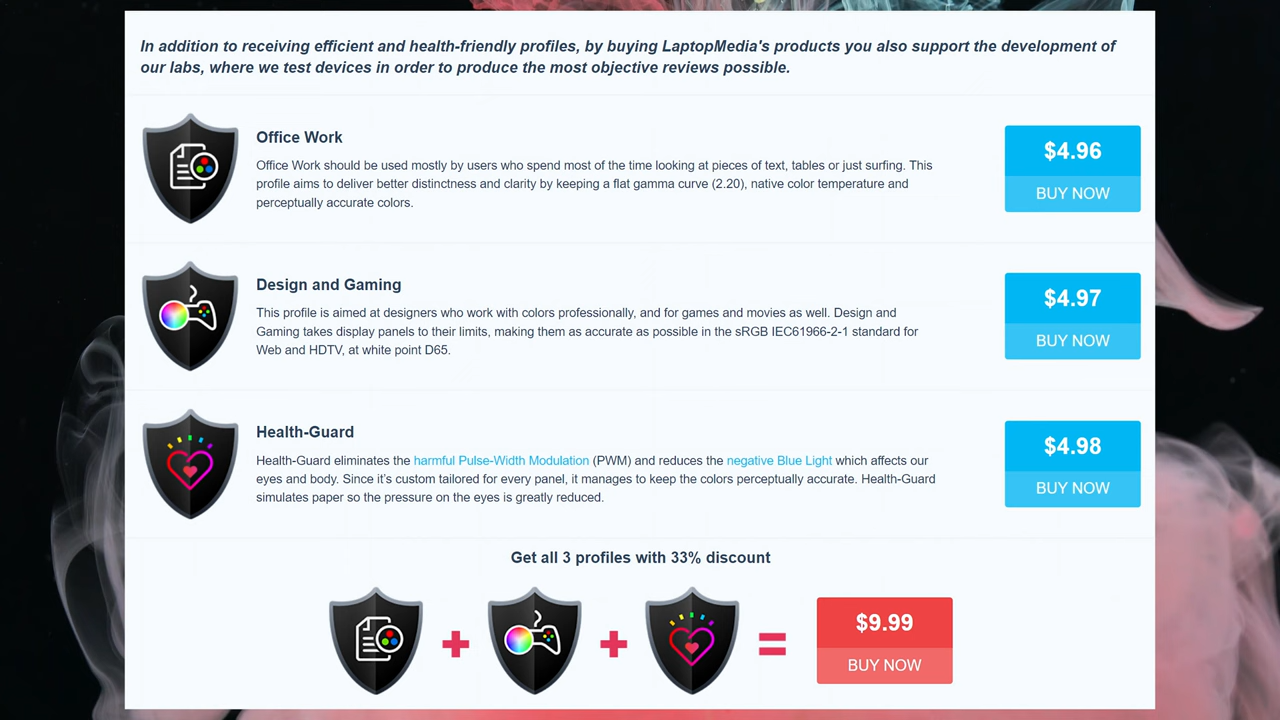 In addition to receiving efficient and health-friendly profiles, by buying LaptopMedia's products you also support the development of
our labs, where we test devices in order to produce the most objective reviews possible.
Office Work
Office Work should be used mostly by users who spend most of the time looking at pieces of text, tables or just surfing. This
profile aims to deliver better distinctness and clarity by keeping a flat gamma curve (2.20), native color temperature and
perceptually accurate colors.
$4.96
BUY NOW
Design and Gaming
This profile is aimed at designers who work with colors professionally, and for games and movies as well. Design and
Gaming takes display panels to their limits, making them as accurate as possible in the sRGB IEC61966-2-1 standard for
Web and HDTV, at white point D65.
$4.97
BUY NOW
Health-Guard
Health-Guard eliminates the harmful Pulse-Width Modulation (PWM) and reduces the negative Blue Light which affects our
eyes and body. Since it's custom tailored for every panel, it manages to keep the colors perceptually accurate. Health-Guard
simulates paper so the pressure on the eyes is greatly reduced.
$4.98
BUY NOW
Get all 3 profiles with 33% discount
+ + =
$9.99
BUY NOW